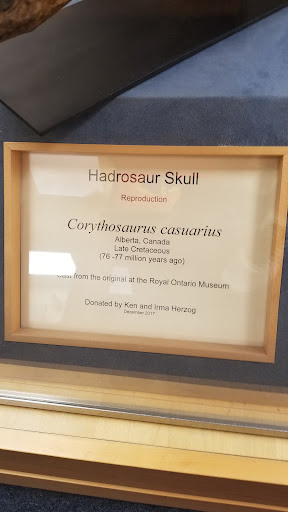 Hadrosaur Skull
Reproduction
Corythosaurus casuarius
Alberta, Canada
Late Cretaceous
(76 -77 million years ago)
Cast from the original at the Royal Ontario Museum
Donated by Ken and Irma Herzog
December 2017